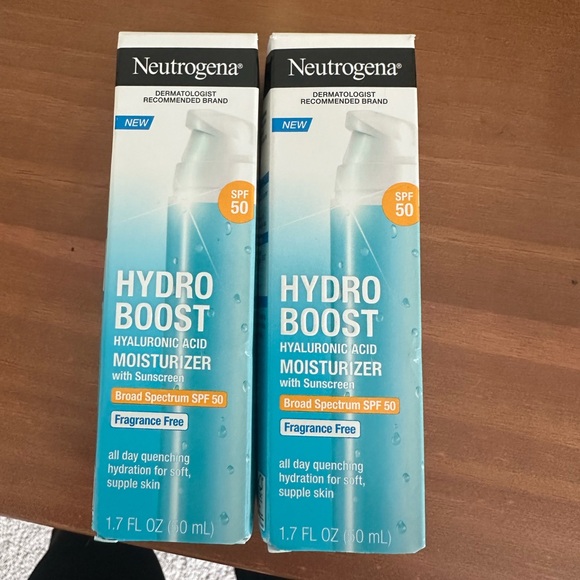 Neutrogena®
DERMATOLOGIST
RECOMMENDED BRAND
NEW
SPF
50
HYDRO
BOOST
HYALURONIC ACID
MOISTURIZER
with Sunscreen
Broad Spectrum SPF 50
Fragrance Free
all day quenching
hydration for soft,
supple skin
1.7 FL OZ (50 mL)
Neutrogena®
DERMATOLOGIST
RECOMMENDED BRAND
NEW
SPF
50
HYDRO
BOOST
HYALURONIC ACID
MOISTURIZER
with Sunscreen
Broad Spectrum SPF 50
Fragrance Free
all day quenching
hydration for soft,
supple skin
1.7 FL OZ (50 mL)